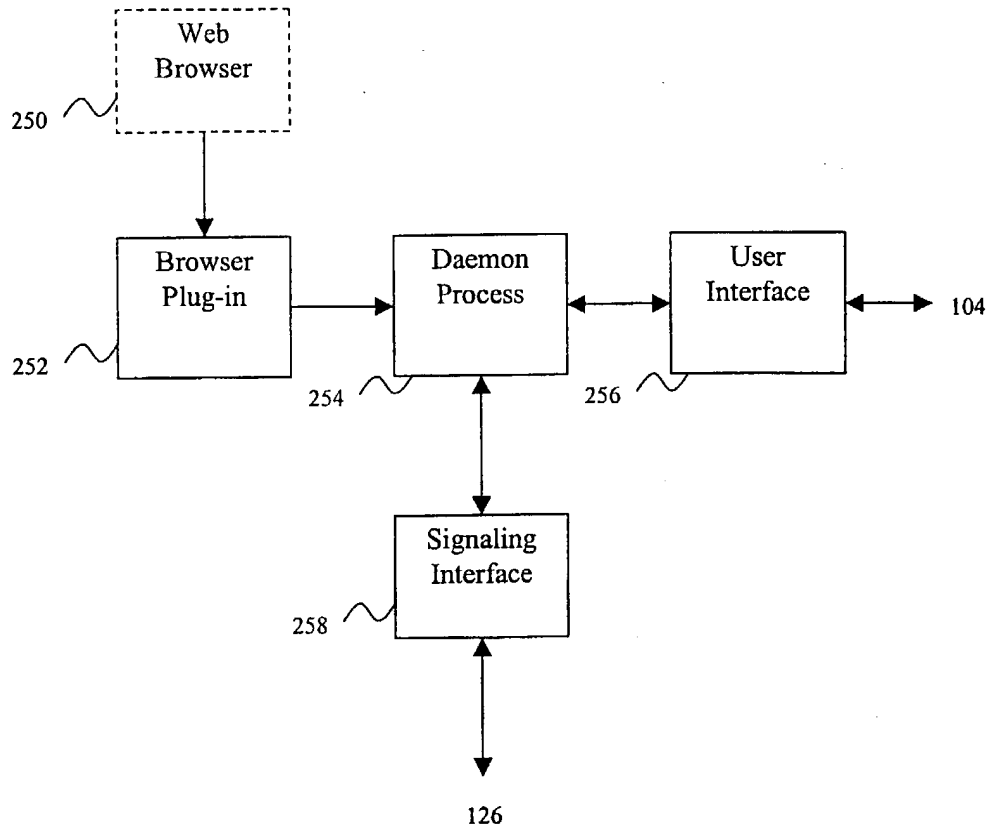 Web
Browser
250
Browser
Plug-in
252
Daemon
Process
254
User
Interface
256
104
Signaling
Interface
258
126